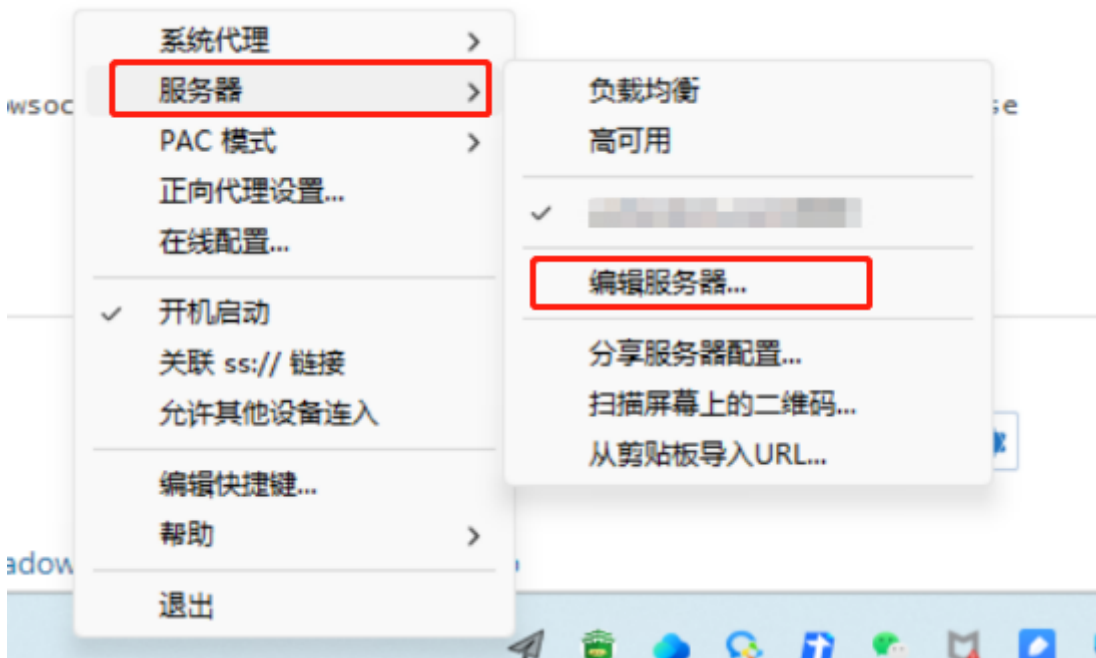 系统代理
服务器
PAC 模式
正向代理设置...
在线配置...
开机启动
关联 ss:// 链接
允许其他设备连入
编辑快捷键...
帮助
退出
负载均衡
高可用
编辑服务器...
分享服务器配置...
扫描屏幕上的二维码...
从剪贴板导入URL...
wsoc
se
adow